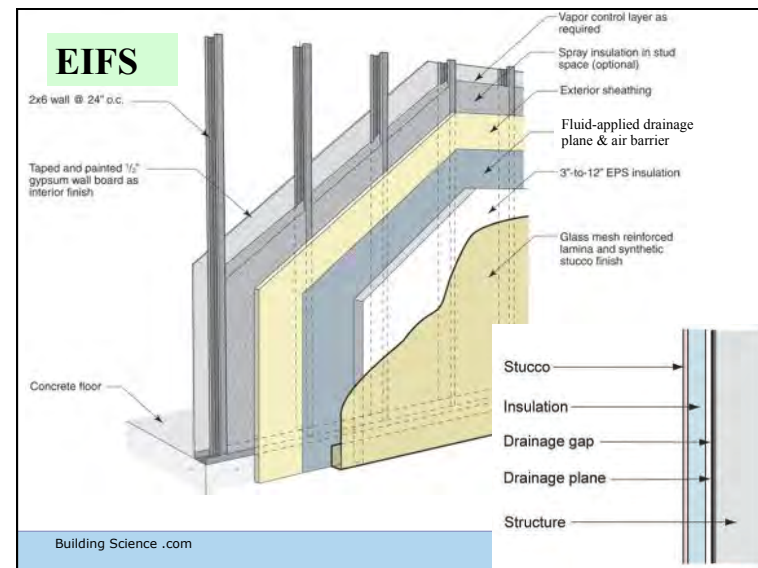 EIFS
2x6 wall @ 24" o.c.
Taped and painted 1/2"
gypsum wall board as
interior finish
Concrete floor
Vapor control layer as
required
Spray insulation in stud
space (optional)
Exterior sheathing
Fluid-applied drainage
plane & air barrier
3"-to-12" EPS insulation
Glass mesh reinforced
lamina and synthetic
stucco finish
Stucco
Insulation
Drainage gap
Drainage plane
Structure
Building Science .com